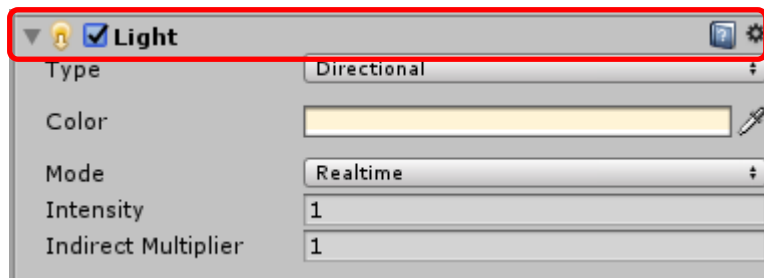 Light
Type Directional
Color
Mode Realtime
Intensity 1
Indirect Multiplier 1